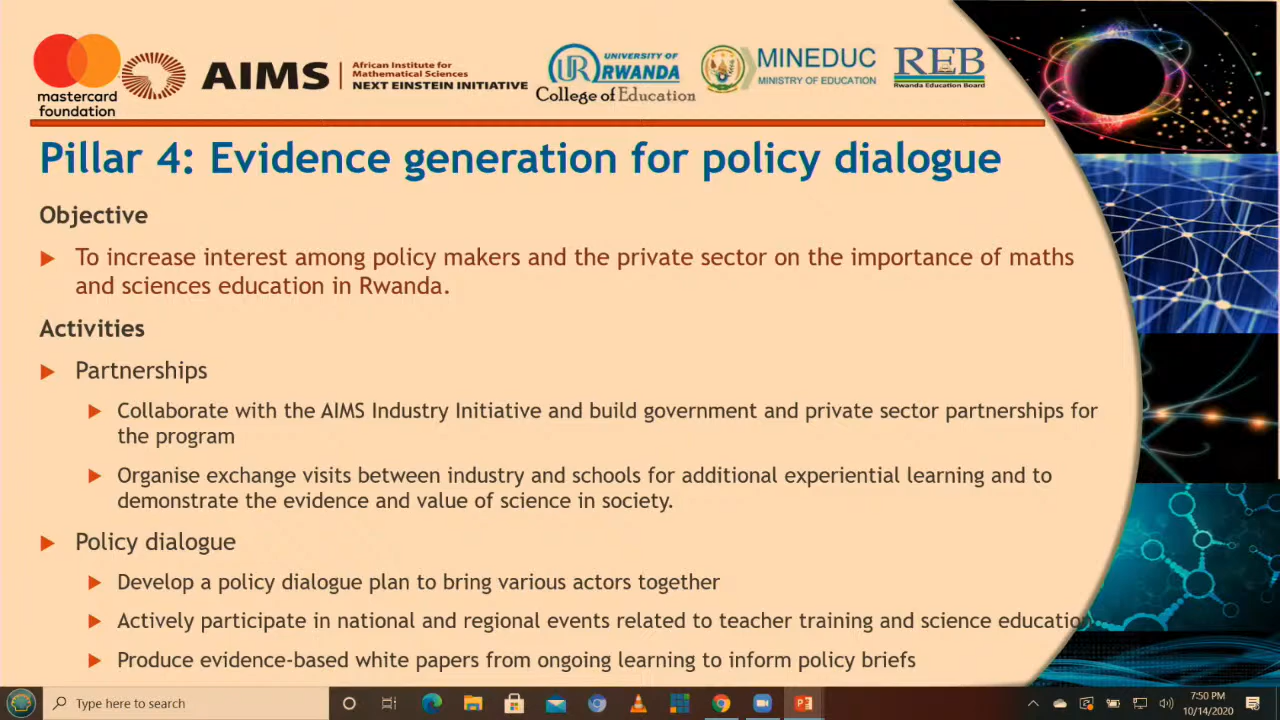 mastercard
foundation
AIMS
African Institute for
Mathematical Sciences
NEXT EINSTEIN INITIATIVE
UR
UNIVERSITY OF
RWANDA
College of Education
MINEDUC
MINISTRY OF EDUCATION
REB
Rwanda Education Board
Pillar 4: Evidence generation for policy dialogue
Objective
To increase interest among policy makers and the private sector on the importance of maths
and sciences education in Rwanda.
Activities
Partnerships
Collaborate with the AIMS Industry Initiative and build government and private sector partnerships for
the program
Organise exchange visits between industry and schools for additional experiential learning and to
demonstrate the evidence and value of science in society.
Policy dialogue
Develop a policy dialogue plan to bring various actors together
Actively participate in national and regional events related to teacher training and science education
Produce evidence-based white papers from ongoing learning to inform policy briefs
Type here to search
7:50 PM
10/14/2020